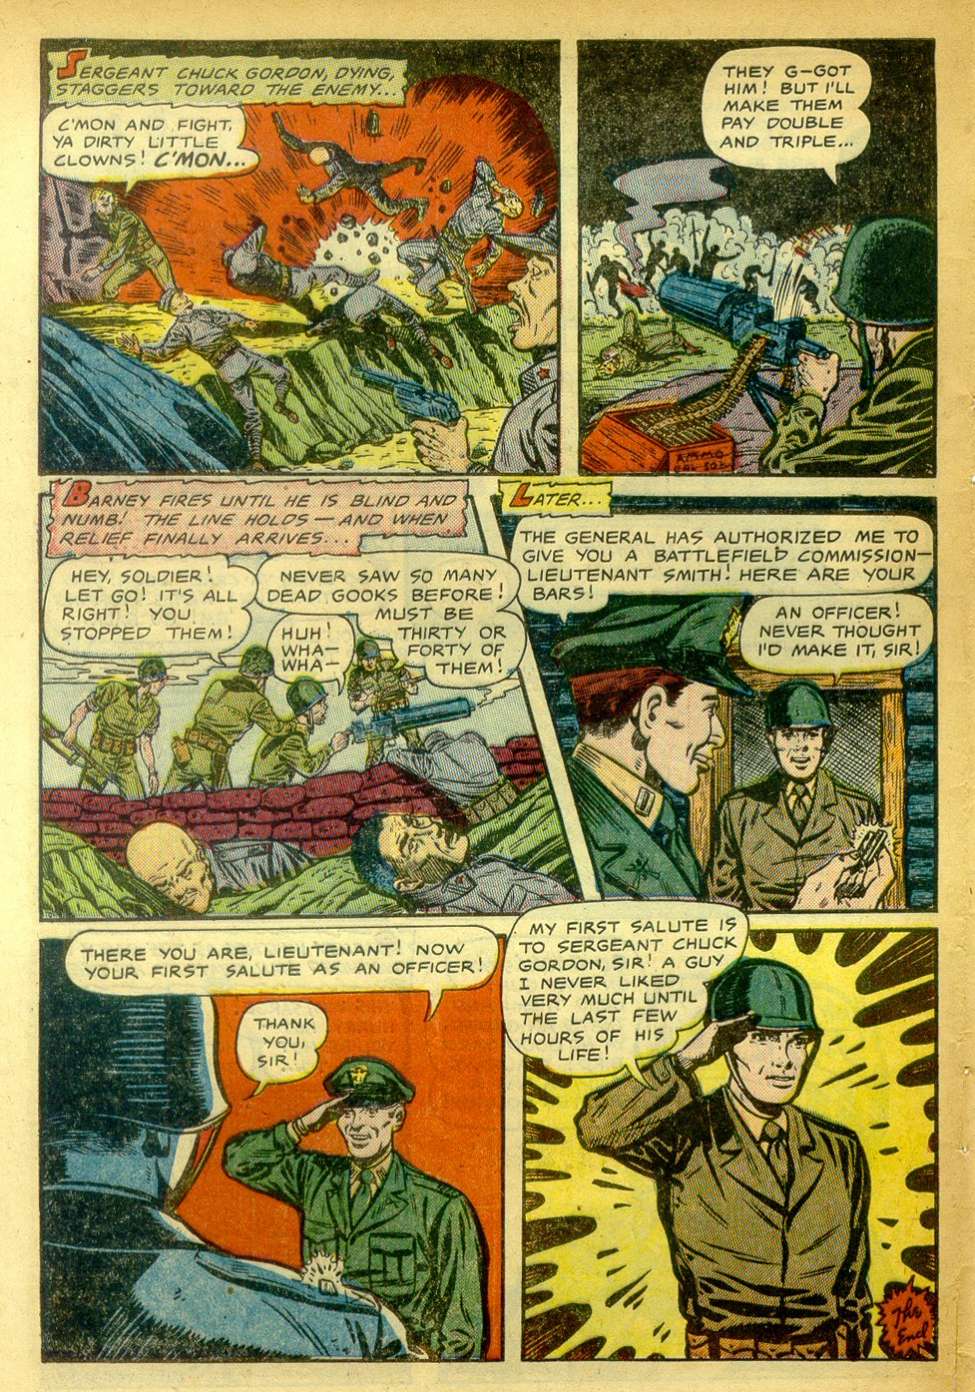 SERGEANT CHUCK GORDON, DYING,
STAGGERS TOWARD THE ENEMY...
C'MON AND FIGHT,
YA DIRTY LITTLE
CLOWNS! C'MON...
THEY G-GOT
HIM! BUT I'LL
MAKE THEM
PAY DOUBLE
AND TRIPLE...
AMMO
CAL 50
BARNEY FIRES UNTIL HE IS BLIND AND
NUMB! THE LINE HOLDS — AND WHEN
RELIEF FINALLY ARRIVES...
HEY, SOLDIER!
LET GO! IT'S ALL
RIGHT! YOU
STOPPED THEM!
HUH!
WHA-
WHA-
NEVER SAW SO MANY
DEAD GOOKS BEFORE!
MUST BE
THIRTY OR
FORTY OF
THEM!
LATER...
THE GENERAL HAS AUTHORIZED ME TO
GIVE YOU A BATTLEFIELD COMMISSION—
LIEUTENANT SMITH! HERE ARE YOUR
BARS!
AN OFFICER!
NEVER THOUGHT
I'D MAKE IT, SIR!
THERE YOU ARE, LIEUTENANT! NOW
YOUR FIRST SALUTE AS AN OFFICER!
THANK
YOU,
SIR!
MY FIRST SALUTE IS
TO SERGEANT CHUCK
GORDON, SIR! A GUY
I NEVER LIKED
VERY MUCH UNTIL
THE LAST FEW
HOURS OF HIS
LIFE!
The
End